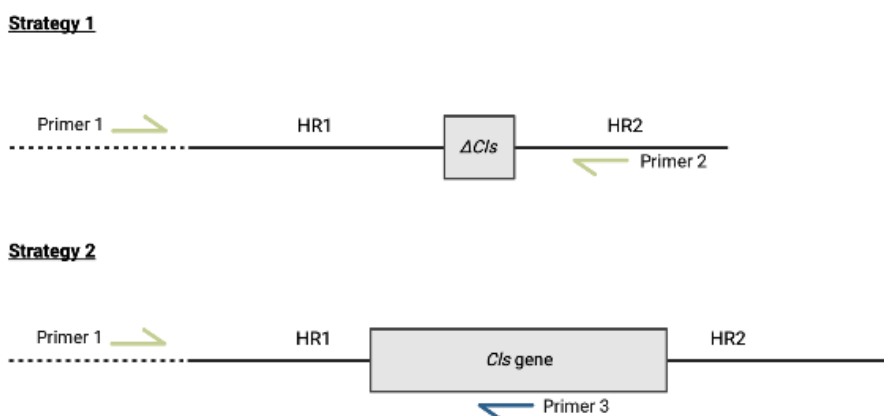 Strategy 1
Primer 1 HR1 HR2
ΔCls
Primer 2
Strategy 2
Primer 1 HR1 HR2
Cls gene
Primer 3